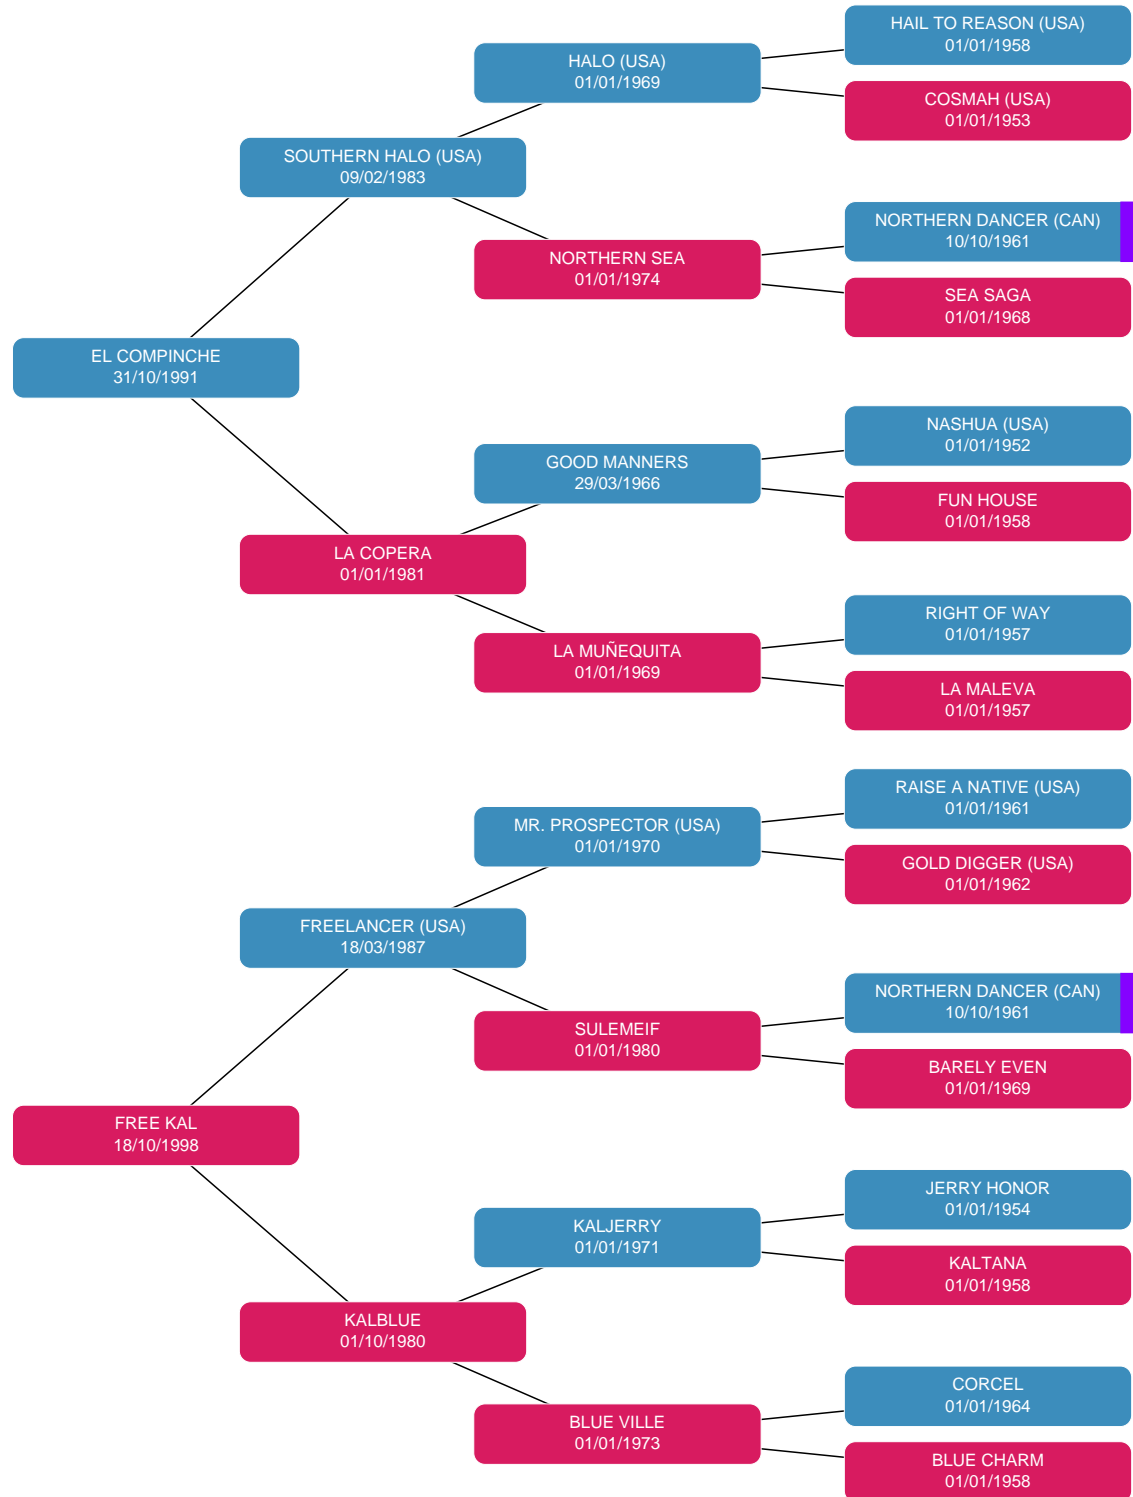 HAIL TO REASON (USA)
01/01/1958
HALO (USA)
01/01/1969
COSMAH (USA)
01/01/1953
SOUTHERN HALO (USA)
09/02/1983
NORTHERN DANCER (CAN)
10/10/1961
NORTHERN SEA
01/01/1974
SEA SAGA
01/01/1968
EL COMPINCHE
31/10/1991
NASHUA (USA)
01/01/1952
GOOD MANNERS
29/03/1966
FUN HOUSE
01/01/1958
LA COPERA
01/01/1981
RIGHT OF WAY
01/01/1957
LA MUÑEQUITA
01/01/1969
LA MALEVA
01/01/1957
RAISE A NATIVE (USA)
01/01/1961
MR. PROSPECTOR (USA)
01/01/1970
GOLD DIGGER (USA)
01/01/1962
FREELANCER (USA)
18/03/1987
NORTHERN DANCER (CAN)
10/10/1961
SULEMEIF
01/01/1980
BARELY EVEN
01/01/1969
FREE KAL
18/10/1998
JERRY HONOR
01/01/1954
KALJERRY
01/01/1971
KALTANA
01/01/1958
KALBLUE
01/10/1980
CORCEL
01/01/1964
BLUE VILLE
01/01/1973
BLUE CHARM
01/01/1958